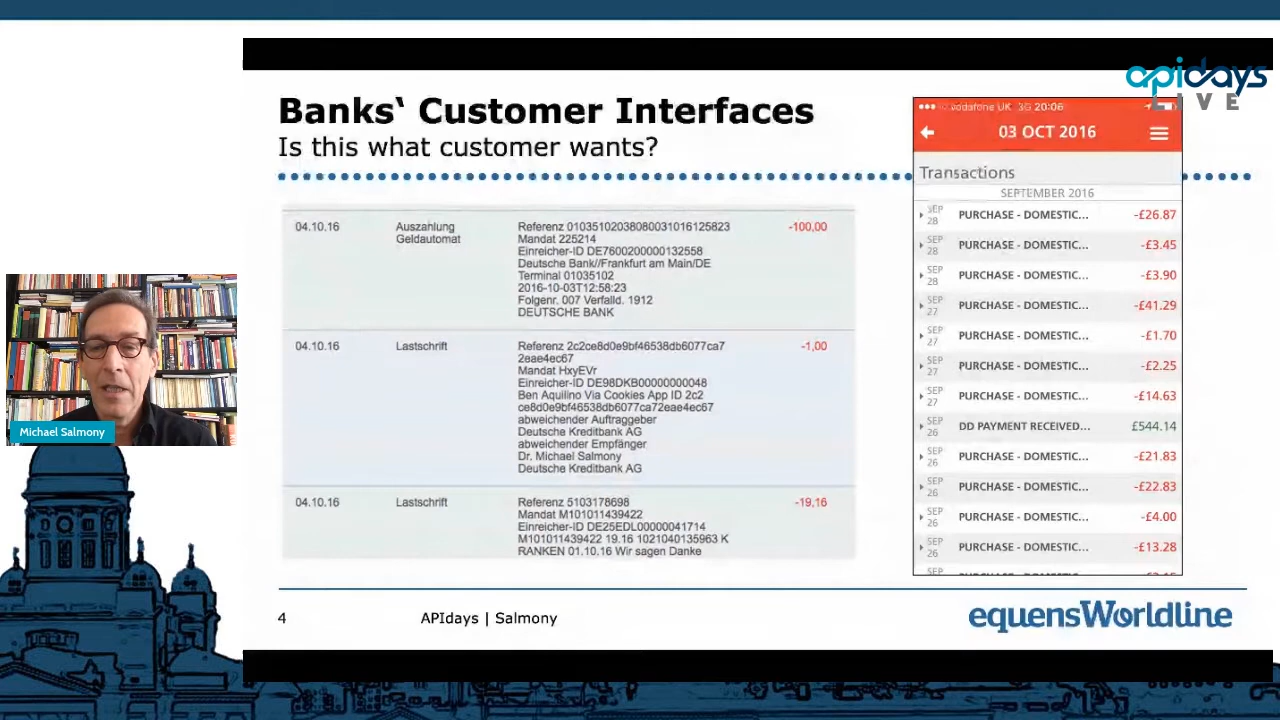 apidays
LIVE
Banks‘ Customer Interfaces
Is this what customer wants?
04.10.16 Auszahlung Geldautomat Referenz 010351020380800031016125823 -100,00
Mandat 225214
Einreicher-ID DE7600200000132558
Deutsche Bank//Frankfurt am Main/DE
Terminal 01035102
2016-10-03T12:58:23
Folgenr. 007 Verfalld. 1912
DEUTSCHE BANK
04.10.16 Lastschrift Referenz 2c2ce8d0e9bf46538db6077ca7 -1,00
2eae4ec67
Mandat HxyEVr
Einreicher-ID DE98DKB00000000048
Ben Aquilino Via Cookies App ID 2c2
ce8d0e9bf46538db6077ca72eae4ec67
abweichender Auftraggeber
Deutsche Kreditbank AG
abweichender Empfänger
Dr. Michael Salmony
Deutsche Kreditbank AG
04.10.16 Lastschrift Referenz 5103178698 -19,16
Mandat M101011439422
Einreicher-ID DE25EDL00000041714
M101011439422 19.16 1021040135963 K
RANKEN 01.10.16 Wir sagen Danke
vodafone UK 3G 20:06
03 OCT 2016
Transactions
SEPTEMBER 2016
SEP 28 PURCHASE - DOMESTIC... -£26.87
SEP 28 PURCHASE - DOMESTIC... -£3.45
SEP 28 PURCHASE - DOMESTIC... -£3.90
SEP 27 PURCHASE - DOMESTIC... -£41.29
SEP 27 PURCHASE - DOMESTIC... -£1.70
SEP 27 PURCHASE - DOMESTIC... -£2.25
SEP 27 PURCHASE - DOMESTIC... -£14.63
SEP 26 DD PAYMENT RECEIVED... £544.14
SEP 26 PURCHASE - DOMESTIC... -£21.83
SEP 26 PURCHASE - DOMESTIC... -£22.83
SEP 26 PURCHASE - DOMESTIC... -£4.00
SEP 26 PURCHASE - DOMESTIC... -£13.28
SEP
Michael Salmony
4 APIdays | Salmony
equensWorldline